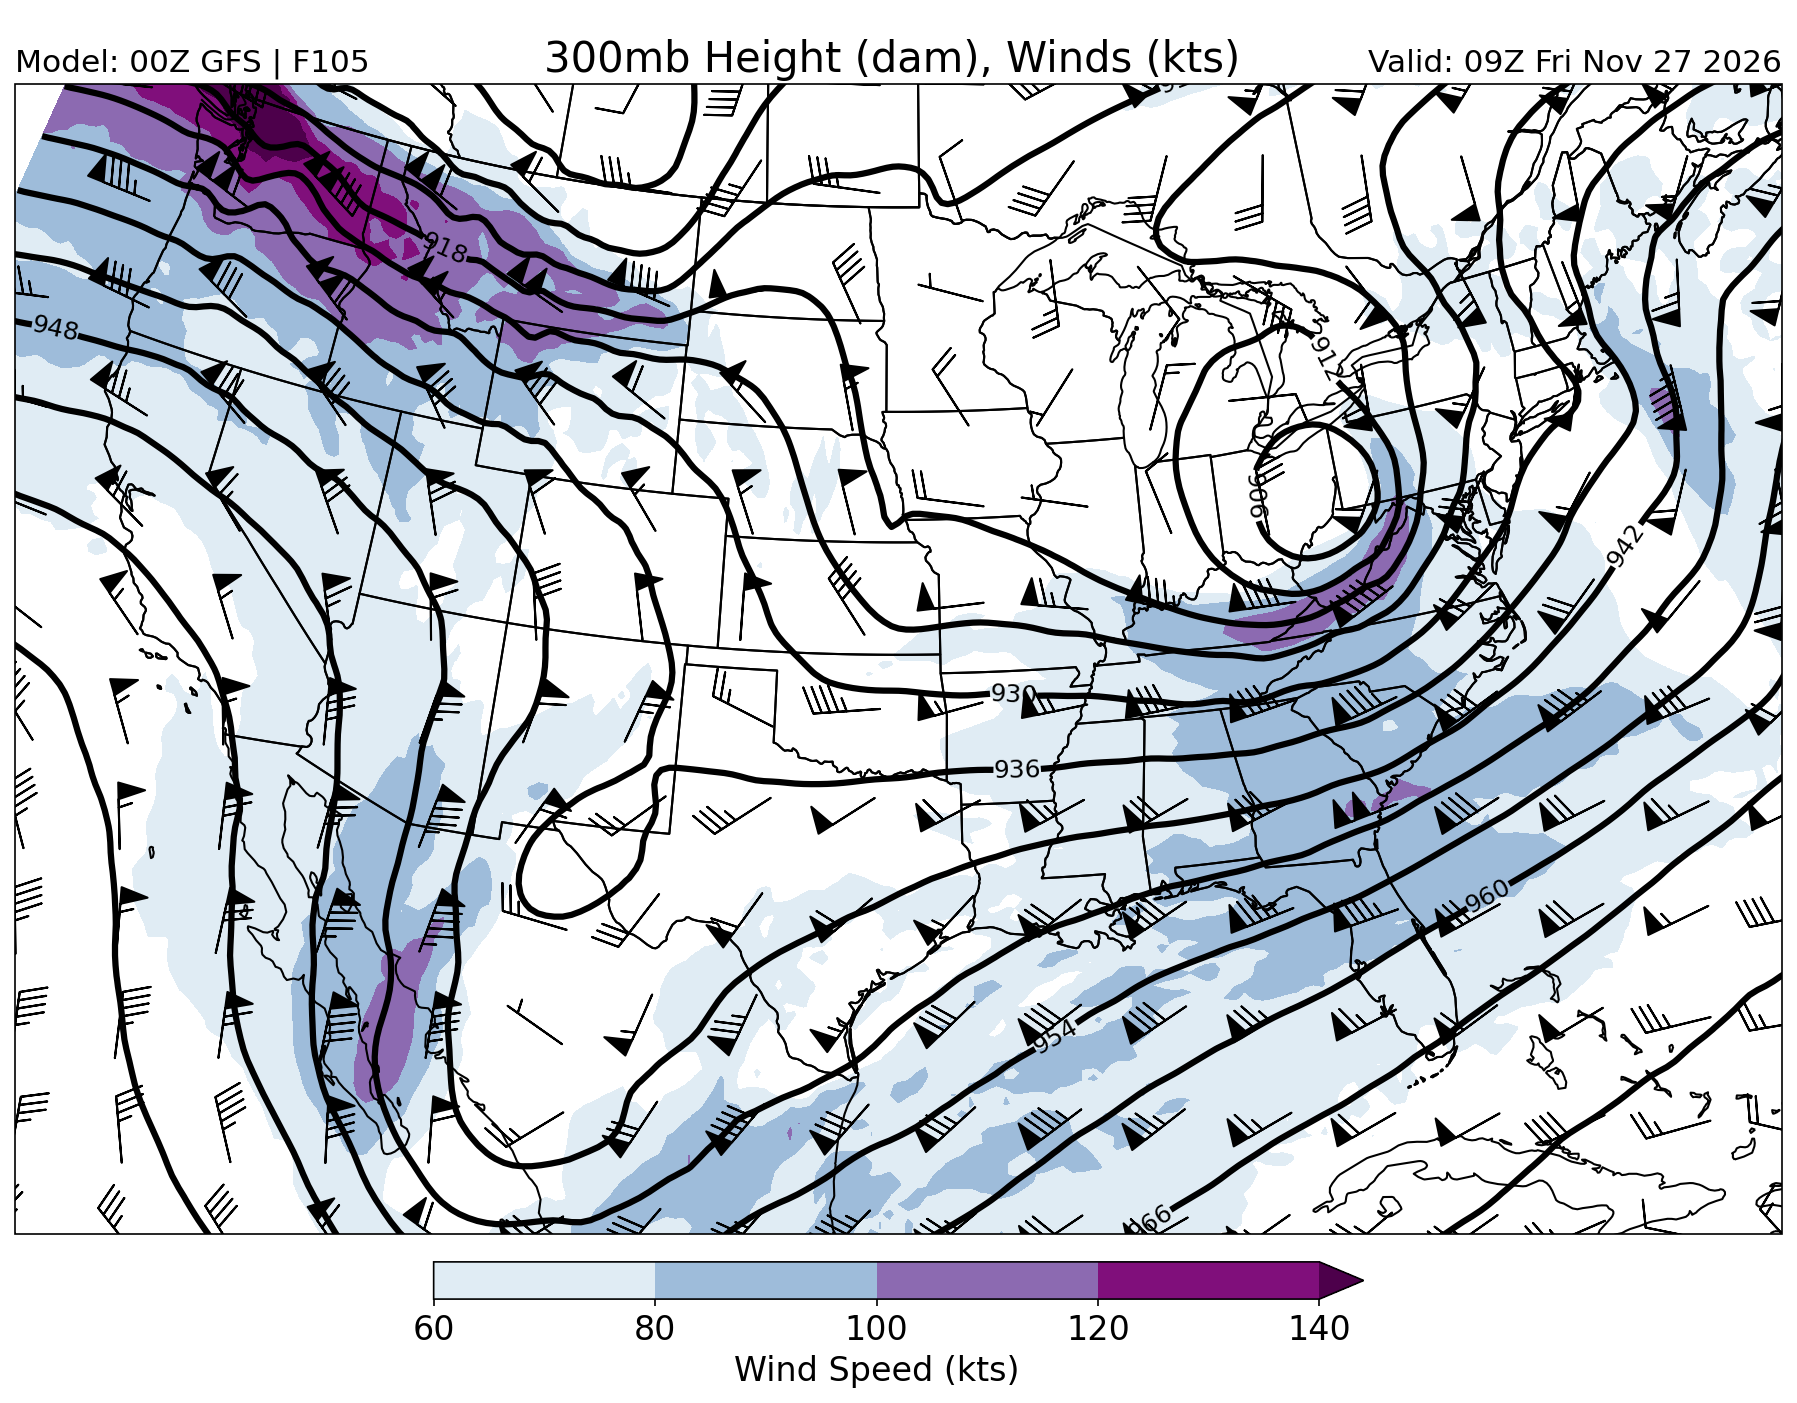 Model: 00Z GFS | F105
300mb Height (dam), Winds (kts)
Valid: 09Z Fri Nov 27 2026
918
948
912
906
942
930
936
960
954
966
60 80 100 120 140
Wind Speed (kts)